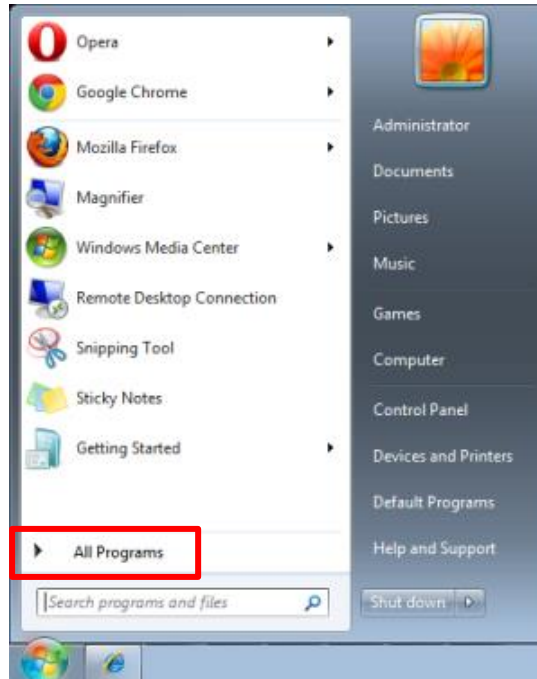 Opera
Google Chrome
Mozilla Firefox
Magnifier
Windows Media Center
Remote Desktop Connection
Snipping Tool
Sticky Notes
Getting Started
All Programs
Search programs and files
Administrator
Documents
Pictures
Music
Games
Computer
Control Panel
Devices and Printers
Default Programs
Help and Support
Shut down